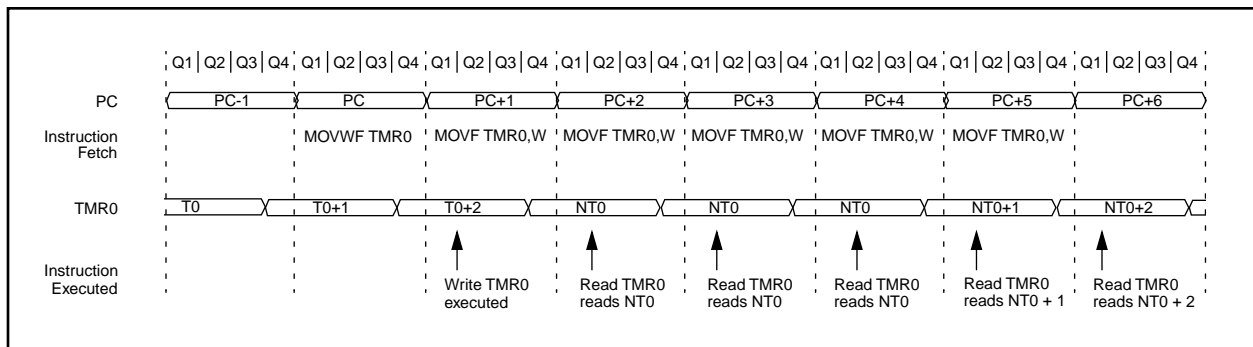 Q1 Q2 Q3 Q4 Q1 Q2 Q3 Q4 Q1 Q2 Q3 Q4 Q1 Q2 Q3 Q4 Q1 Q2 Q3 Q4 Q1 Q2 Q3 Q4 Q1 Q2 Q3 Q4 Q1 Q2 Q3 Q4
PC PC-1 PC PC+1 PC+2 PC+3 PC+4 PC+5 PC+6
Instruction
Fetch
MOVWF TMR0 MOVF TMR0,W MOVF TMR0,W MOVF TMR0,W MOVF TMR0,W MOVF TMR0,W
TMR0 T0 T0+1 T0+2 NT0 NT0 NT0 NT0+1 NT0+2
Instruction
Executed
Write TMR0
executed
Read TMR0
reads NT0
Read TMR0
reads NT0
Read TMR0
reads NT0
Read TMR0
reads NT0 + 1
Read TMR0
reads NT0 + 2